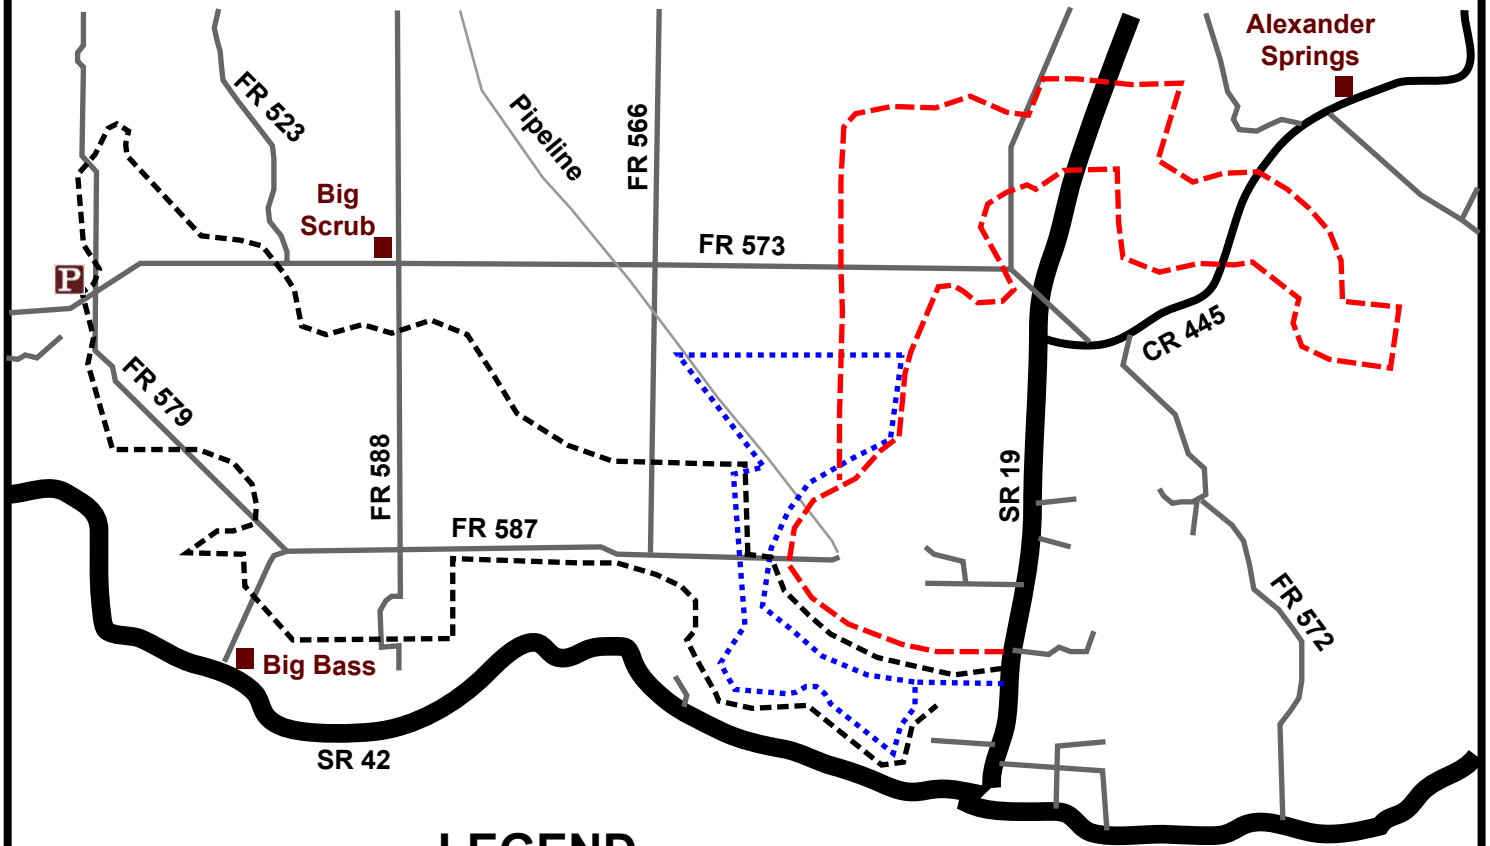 Alexander
Springs
FR 523
Pipeline
FR 566
Big
Scrub
FR 573
P
CR 445
FR 579
FR 588
SR 19
FR 587
FR 572
Big Bass
SR 42
LEGEND